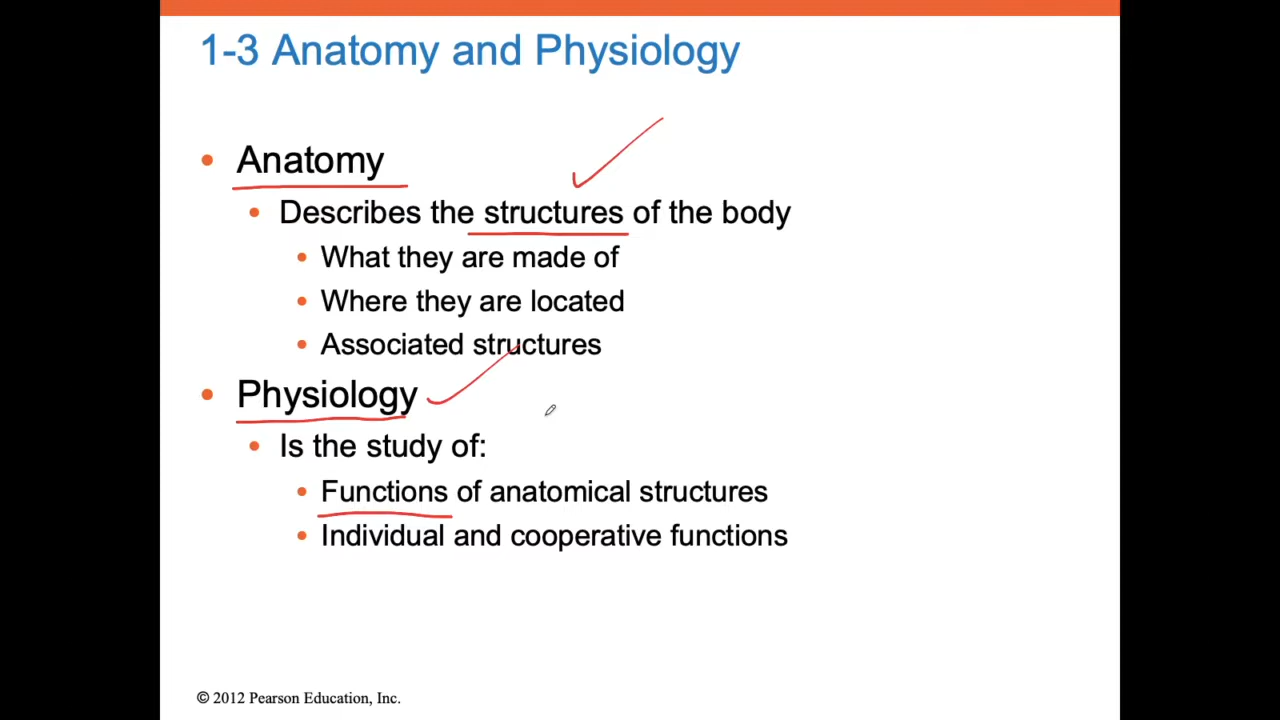 1-3 Anatomy and Physiology
• Anatomy
• Describes the structures of the body
• What they are made of
• Where they are located
• Associated structures
• Physiology
• Is the study of:
• Functions of anatomical structures
• Individual and cooperative functions
© 2012 Pearson Education, Inc.